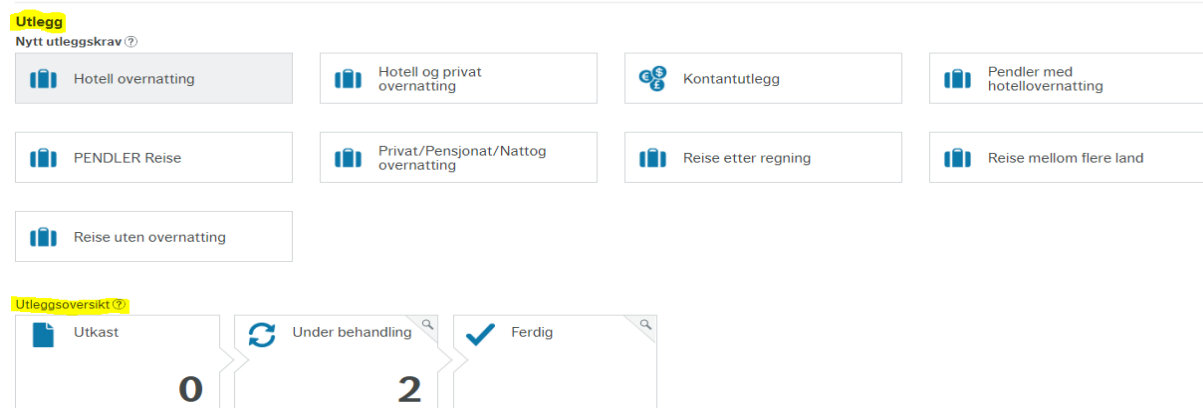 Utlegg
Nytt utleggskrav ?
Hotell overnatting
Hotell og privat
overnatting
Kontantutlegg
Pendler med
hotellovernatting
PENDLER Reise
Privat/Pensjonat/Nattog
overnatting
Reise etter regning
Reise mellom flere land
Reise uten overnatting
Utleggsoversikt ?
Utkast
0
Under behandling
2
Ferdig